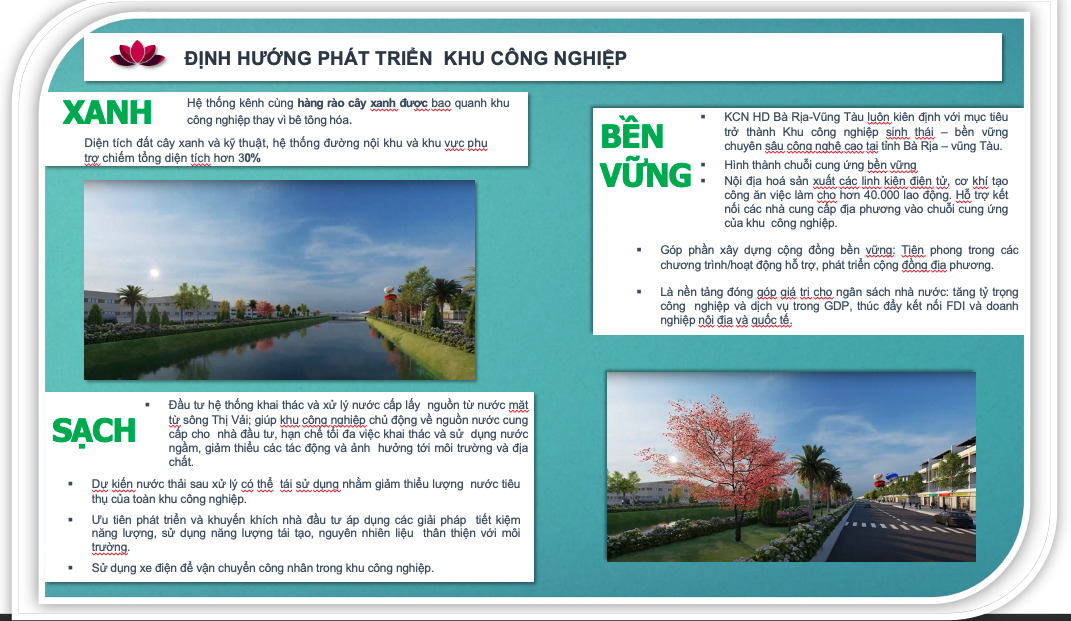 ĐỊNH HƯỚNG PHÁT TRIỂN KHU CÔNG NGHIỆP
XANH
Hệ thống kênh cùng hàng rào cây xanh được bao quanh khu
công nghiệp thay vì bê tông hóa.
Diện tích đất cây xanh và kỹ thuật, hệ thống đường nội khu và khu vực phụ
trợ chiếm tổng diện tích hơn 30%
SẠCH
▪ Đầu tư hệ thống khai thác và xử lý nước cấp lấy nguồn từ nước mặt
từ sông Thị Vải; giúp khu công nghiệp chủ động về nguồn nước cung
cấp cho nhà đầu tư, hạn chế tối đa việc khai thác và sử dụng nước
ngầm, giảm thiểu các tác động và ảnh hưởng tới môi trường và địa
chất.
▪ Dự kiến nước thải sau xử lý có thể tái sử dụng nhằm giảm thiểu lượng nước tiêu
thụ của toàn khu công nghiệp.
▪ Ưu tiên phát triển và khuyến khích nhà đầu tư áp dụng các giải pháp tiết kiệm
năng lượng, sử dụng năng lượng tái tạo, nguyên nhiên liệu thân thiện với môi
trường.
▪ Sử dụng xe điện để vận chuyển công nhân trong khu công nghiệp.
BỀN
VỮNG
▪ KCN HD Bà Rịa-Vũng Tàu luôn kiên định với mục tiêu
trở thành Khu công nghiệp sinh thái – bền vững
chuyên sâu công nghệ cao tại tỉnh Bà Rịa – vũng Tàu.
▪ Hình thành chuỗi cung ứng bền vững
▪ Nội địa hoá sản xuất các linh kiện điện tử, cơ khí tạo
công ăn việc làm cho hơn 40.000 lao động. Hỗ trợ kết
nối các nhà cung cấp địa phương vào chuỗi cung ứng
của khu công nghiệp.
▪ Góp phần xây dựng cộng đồng bền vững: Tiên phong trong các
chương trình/hoạt động hỗ trợ, phát triển cộng đồng địa phương.
▪ Là nền tảng đóng góp giá trị cho ngân sách nhà nước: tăng tỷ trọng
công nghiệp và dịch vụ trong GDP, thúc đẩy kết nối FDI và doanh
nghiệp nội địa và quốc tế.